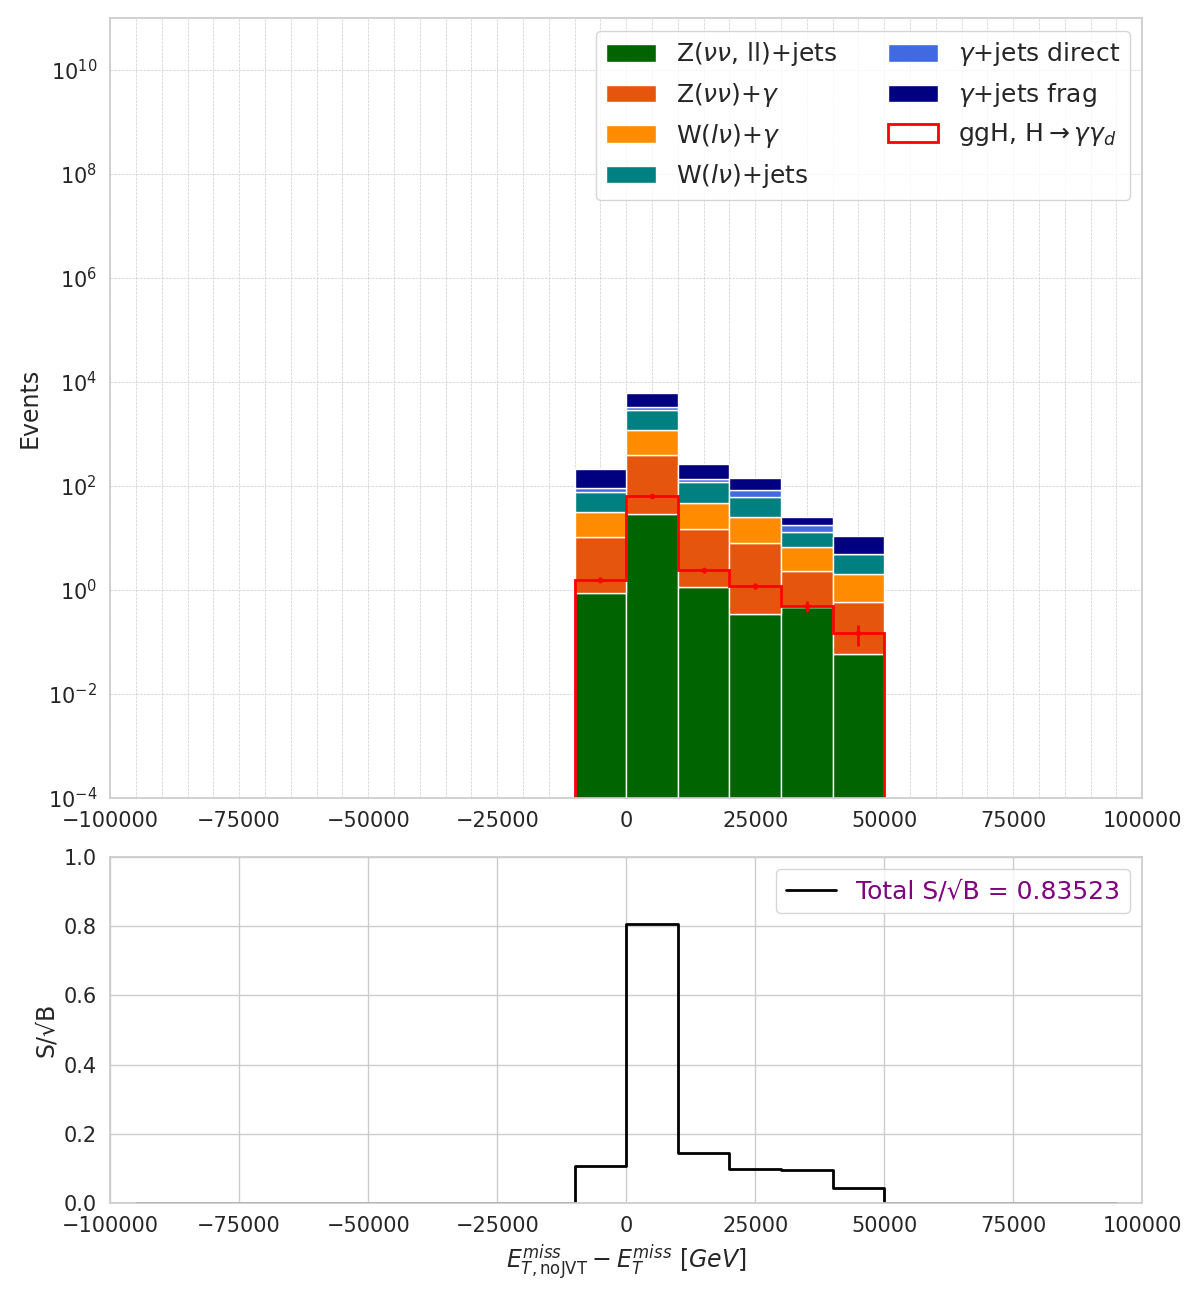 Z(νν, ll)+jets
Z(νν)+γ
W(lν)+γ
W(lν)+jets
γ+jets direct
γ+jets frag
ggH, H→γγ_d
Events
10^10
10^8
10^6
10^4
10^2
10^0
10^−2
10^−4
−100000 −75000 −50000 −25000 0 25000 50000 75000 100000
Total S/√B = 0.83523
S/√B
1.0
0.8
0.6
0.4
0.2
0.0
−100000 −75000 −50000 −25000 0 25000 50000 75000 100000
E_{T,noJVT}^{miss} − E_T^{miss} [GeV]